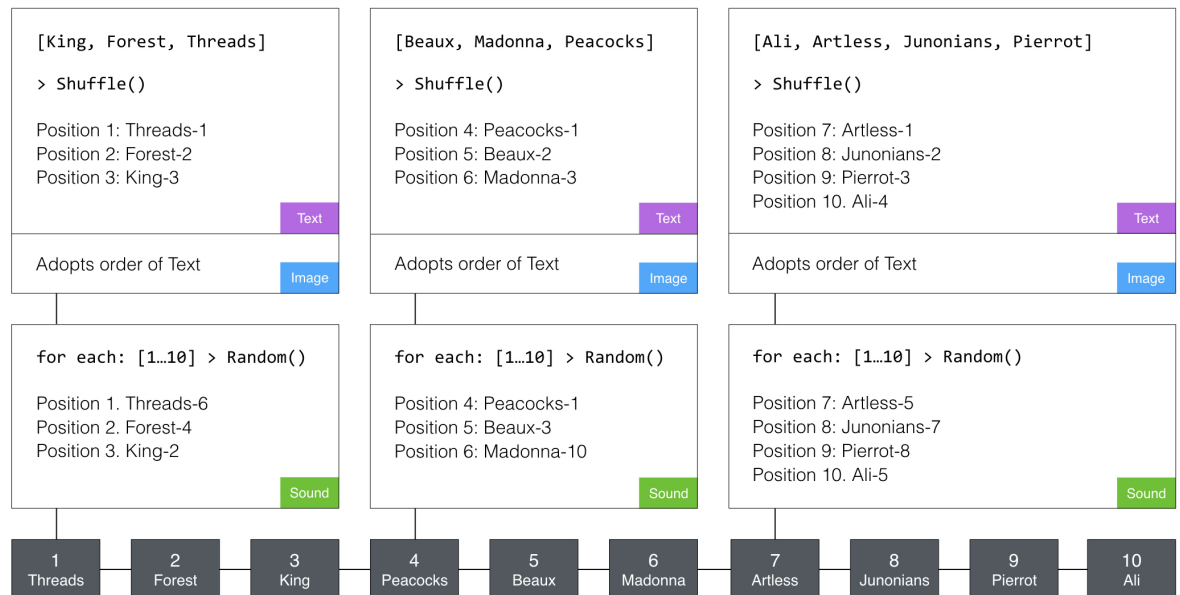 [King, Forest, Threads]
> Shuffle()
Position 1: Threads-1
Position 2: Forest-2
Position 3: King-3
Text
Adopts order of Text
Image
for each: [1…10] > Random()
Position 1. Threads-6
Position 2. Forest-4
Position 3. King-2
Sound
[Beaux, Madonna, Peacocks]
> Shuffle()
Position 4: Peacocks-1
Position 5: Beaux-2
Position 6: Madonna-3
Text
Adopts order of Text
Image
for each: [1…10] > Random()
Position 4: Peacocks-1
Position 5: Beaux-3
Position 6: Madonna-10
Sound
[Ali, Artless, Junonians, Pierrot]
> Shuffle()
Position 7: Artless-1
Position 8: Junonians-2
Position 9: Pierrot-3
Position 10. Ali-4
Text
Adopts order of Text
Image
for each: [1…10] > Random()
Position 7: Artless-5
Position 8: Junonians-7
Position 9: Pierrot-8
Position 10. Ali-5
Sound
1
Threads
2
Forest
3
King
4
Peacocks
5
Beaux
6
Madonna
7
Artless
8
Junonians
9
Pierrot
10
Ali